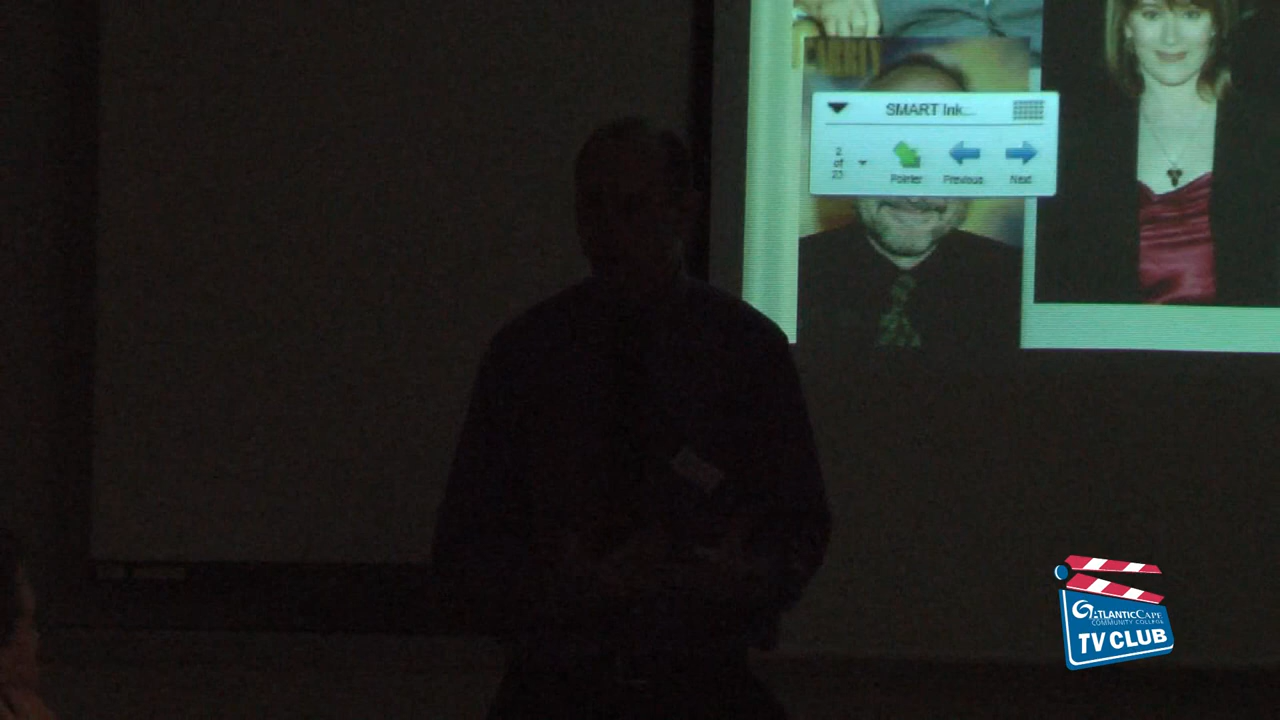 SMART Ink...
2
of
23
Pointer
Previous
Next
ATLANTICCAPE
COMMUNITY COLLEGE
TV CLUB